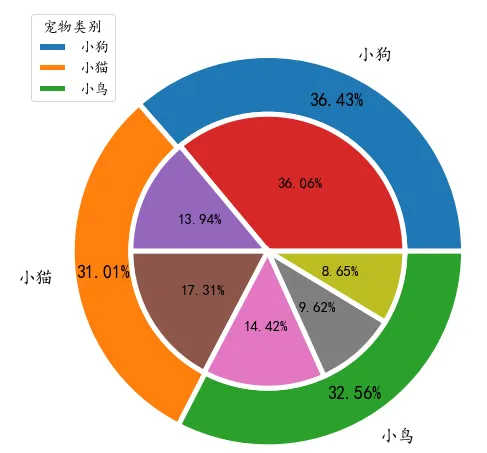 宠物类别
小狗
小猫
小鸟
小狗
36.43%
36.06%
13.94%
31.01%
小猫
17.31%
8.65%
9.62%
14.42%
32.56%
小鸟